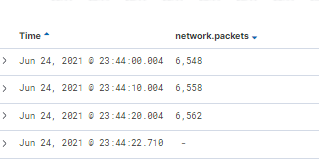 Time network.packets
Jun 24, 2021 @ 23:44:00.004 6,548
Jun 24, 2021 @ 23:44:10.004 6,558
Jun 24, 2021 @ 23:44:20.004 6,562
Jun 24, 2021 @ 23:44:22.710 -